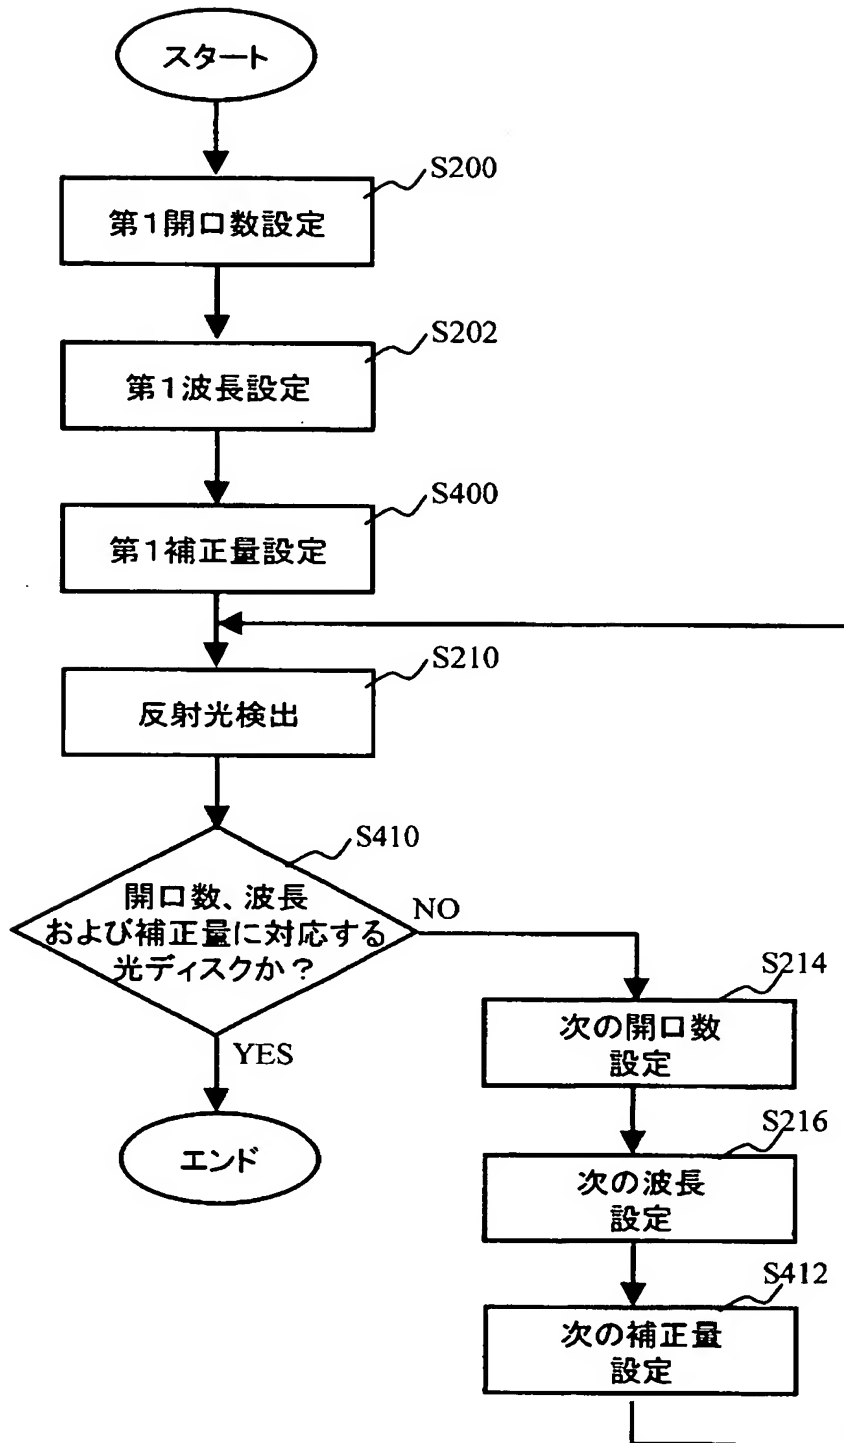 スタート
S200
第1開口数設定
S202
第1波長設定
S400
第1補正量設定
S210
反射光検出
S410
開口数、波長
および補正量に対応する
光ディスクか?
NO
YES
エンド
S214
次の開口数
設定
S216
次の波長
設定
S412
次の補正量
設定